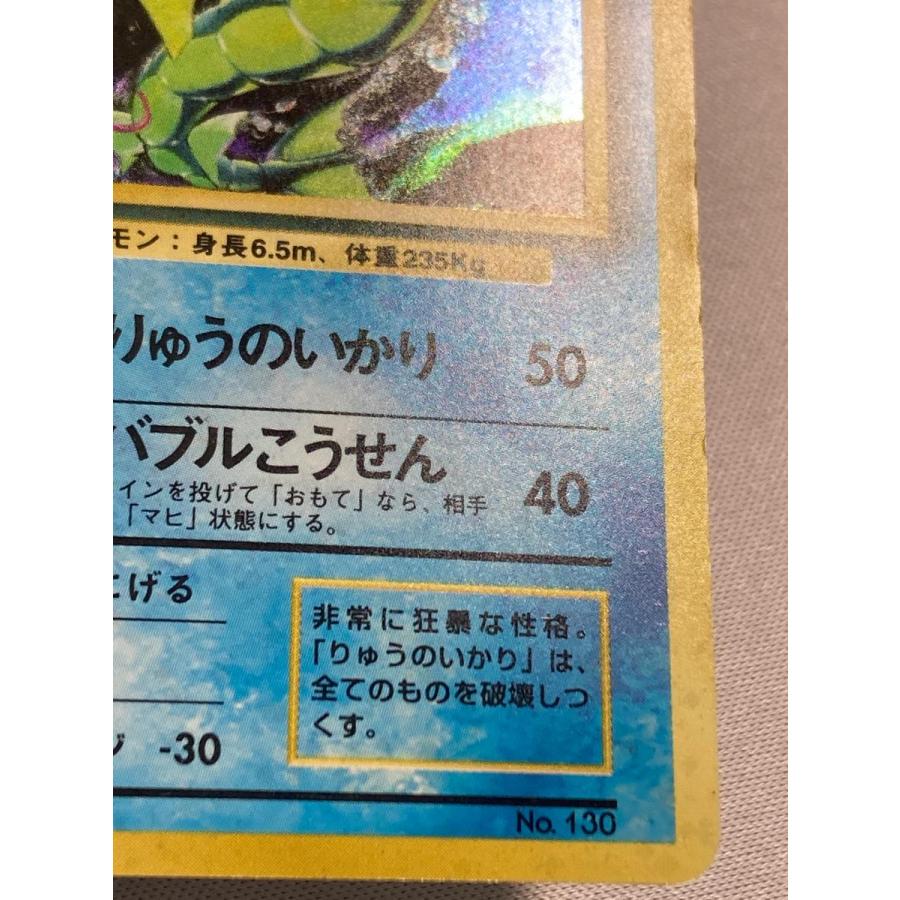 モン：身長6.5m、体重235Kg
りゅうのいかり 50
バブルこうせん 40
インを投げて「おもて」なら、相手
「マヒ」状態にする。
にげる
非常に狂暴な性格。
「りゅうのいかり」は、
全てのものを破壊しつ
くす。
ジ -30
No. 130